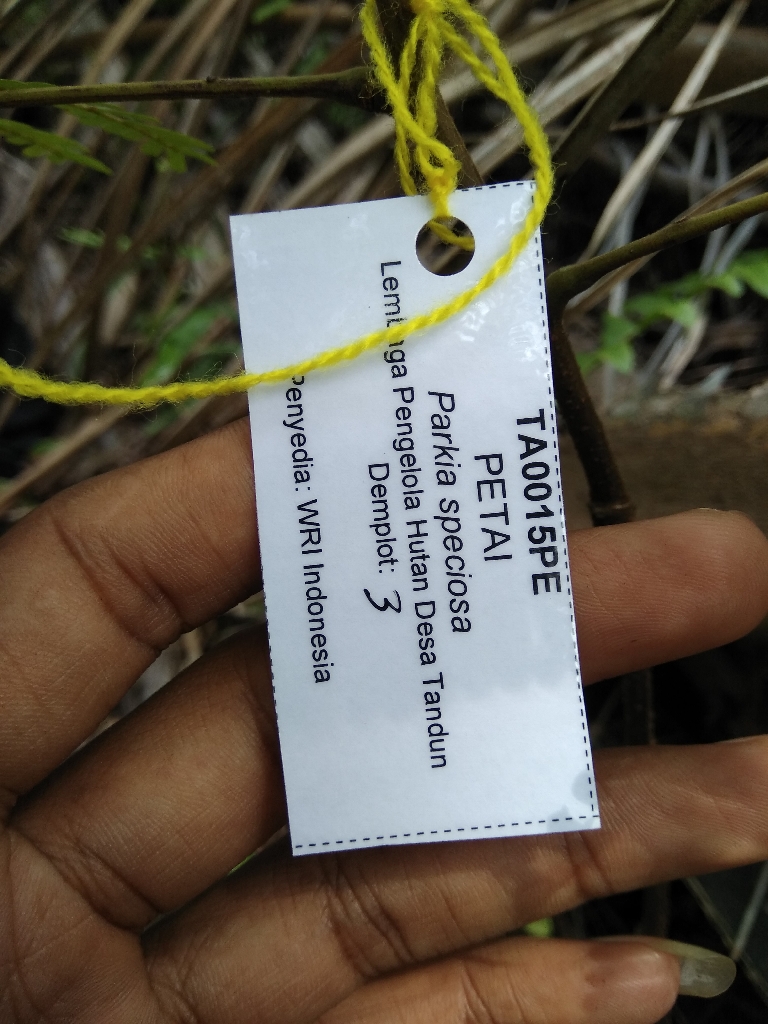 TA0015PE
PETAI
Parkia speciosa
Lembaga Pengelola Hutan Desa Tandun
Demplot: 3
Penyedia: WRI Indonesia